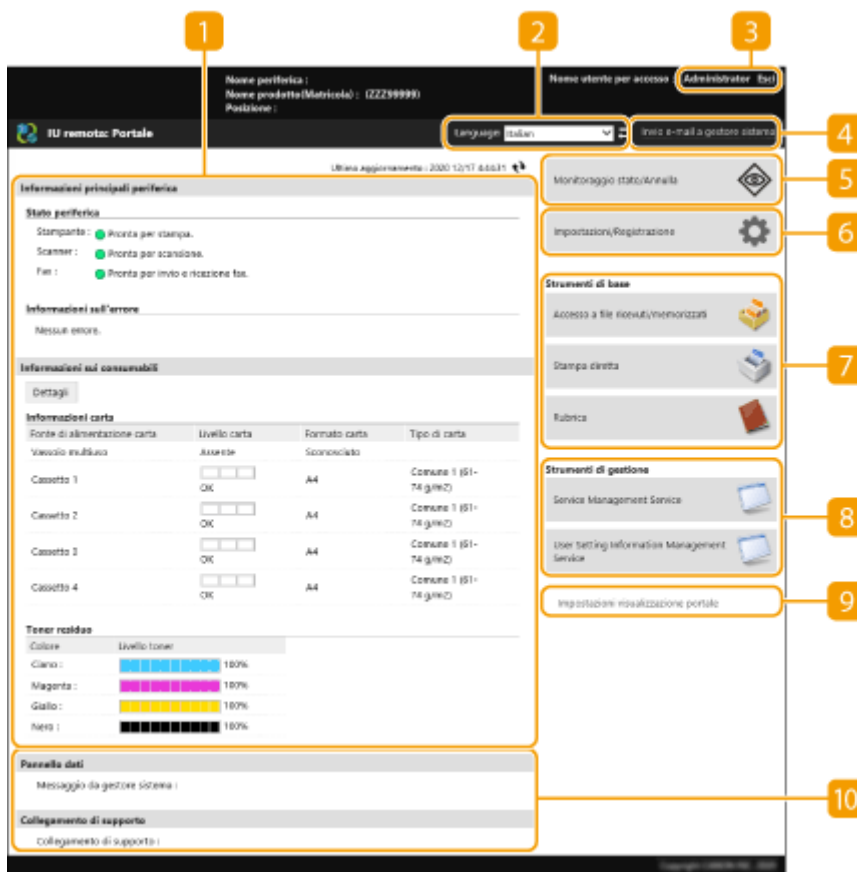 1
2
3
Nome periferica :
Nome prodotto(Matricola) : (ZZZ99999)
Posizione :
Nome utente per accesso : Administrator Esci
IU remota: Portale
Language: Italian
Invio e-mail a gestore sistema
4
Ultimo aggiornamento : 2020 12/17
Informazioni principali periferica
Stato periferica
Stampante : Pronta per stampa.
Scanner : Pronta per scansione.
Fax : Pronta per invio e ricezione fax.
Informazioni sull'errore
Nessun errore.
Informazioni sui consumabili
Dettagli
Informazioni carta
Fonte di alimentazione carta Livello carta Formato carta Tipo di carta
Vassoio multiuso Assente Sconosciuto
Cassetto 1 OK A4 Comune 1 (61-
74 g/m2)
Cassetto 2 OK A4 Comune 1 (61-
74 g/m2)
Cassetto 3 OK A4 Comune 1 (61-
74 g/m2)
Cassetto 4 OK A4 Comune 1 (61-
74 g/m2)
Toner residuo
Colore Livello toner
Ciano : 100%
Magenta : 100%
Giallo : 100%
Nero : 100%
Pannello dati
Messaggio da gestore sistema :
Collegamento di supporto
Collegamento di supporto :
Monitoraggio stato/Annulla
5
Impostazioni/Registrazione
6
Strumenti di base
Accesso a file ricevuti/memorizzati
Stampa diretta
7
Rubrica
Strumenti di gestione
Service Management Service
8
User Setting Information Management
Service
Impostazioni visualizzazione portale
9
10